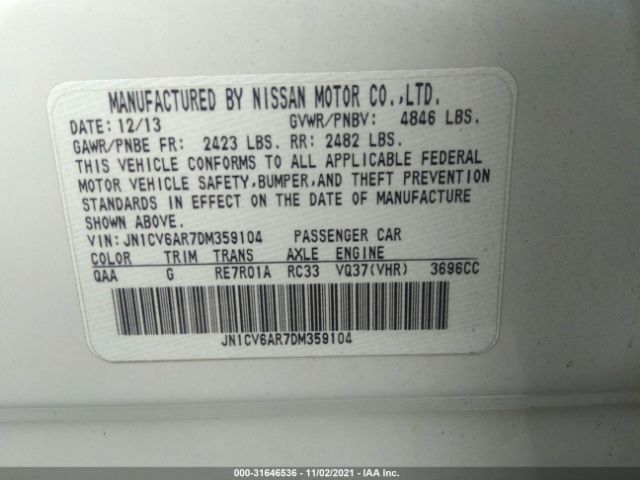 MANUFACTURED BY NISSAN MOTOR CO.,LTD.
DATE: 12/13 GVWR/PNBV: 4846 LBS.
GAWR/PNBE FR: 2423 LBS. RR: 2482 LBS.
THIS VEHICLE CONFORMS TO ALL APPLICABLE FEDERAL
MOTOR VEHICLE SAFETY,BUMPER,AND THEFT PREVENTION
STANDARDS IN EFFECT ON THE DATE OF MANUFACTURE
SHOWN ABOVE.
VIN:JN1CV6AR7DM359104 PASSENGER CAR
COLOR TRIM TRANS AXLE ENGINE
QAA G RE7R01A RC33 VQ37(VHR) 3696CC
JN1CV6AR7DM359104
000-31646536 - 11/02/2021 - IAA Inc.